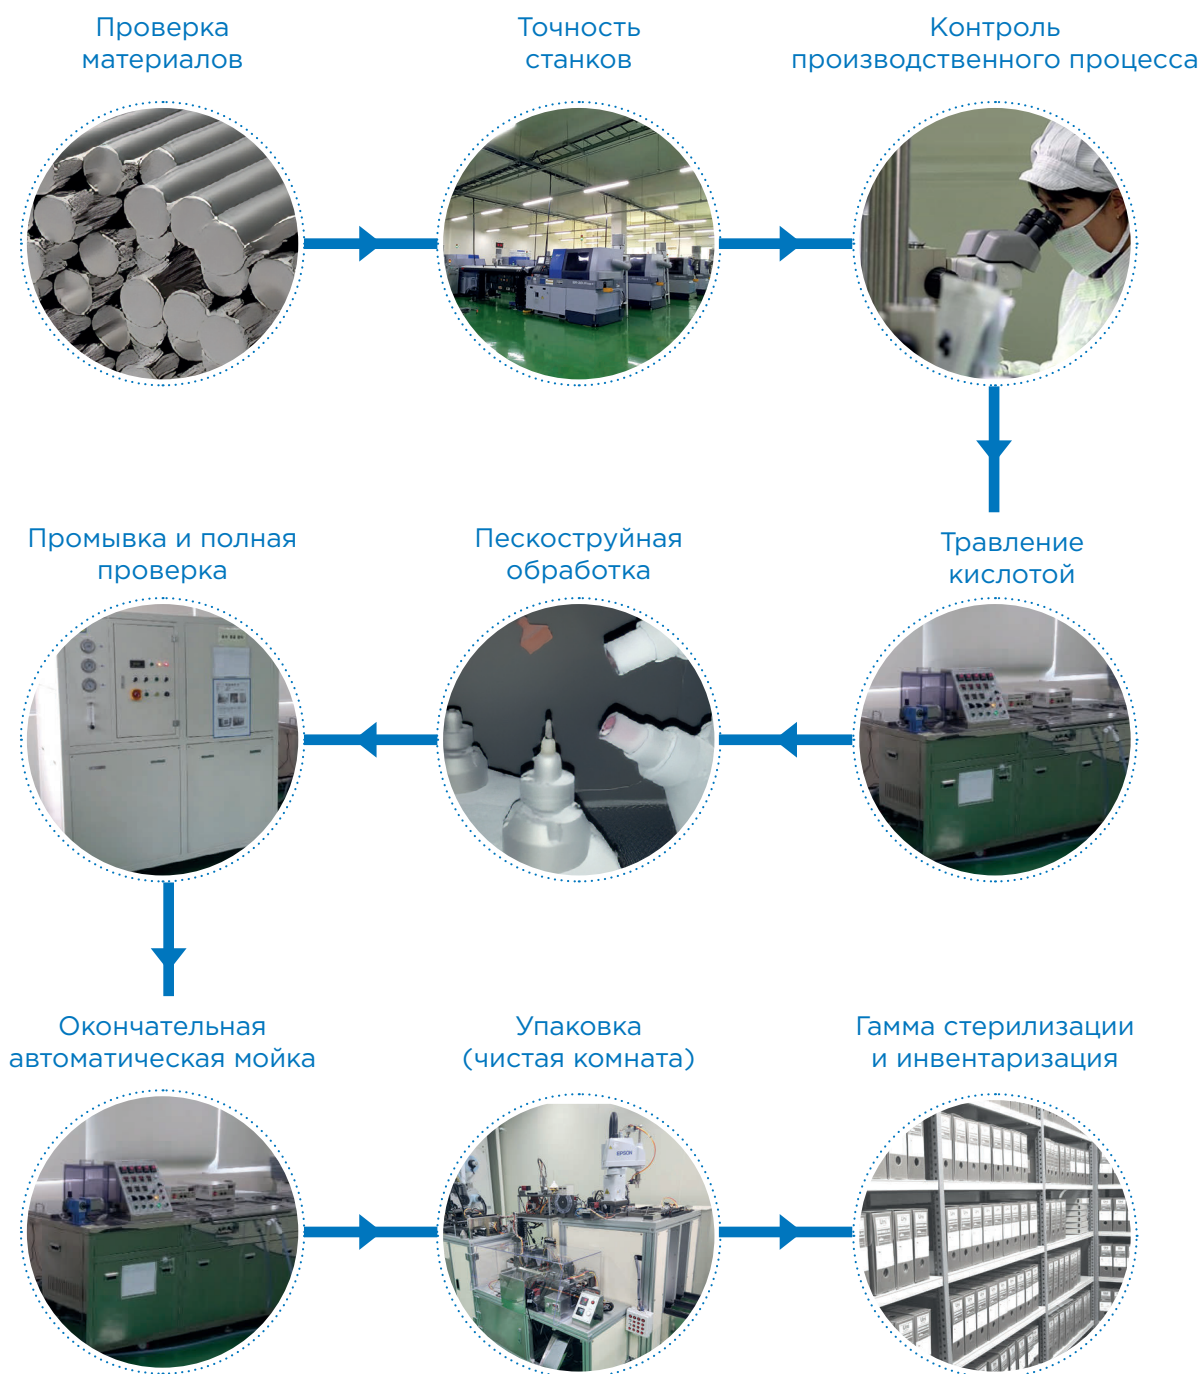 Проверка
материалов
Точность
станков
Контроль
производственного процесса
Травление
кислотой
Пескоструйная
обработка
Промывка и полная
проверка
Окончательная
автоматическая мойка
Упаковка
(чистая комната)
EPSON
Гамма стерилизации
и инвентаризация